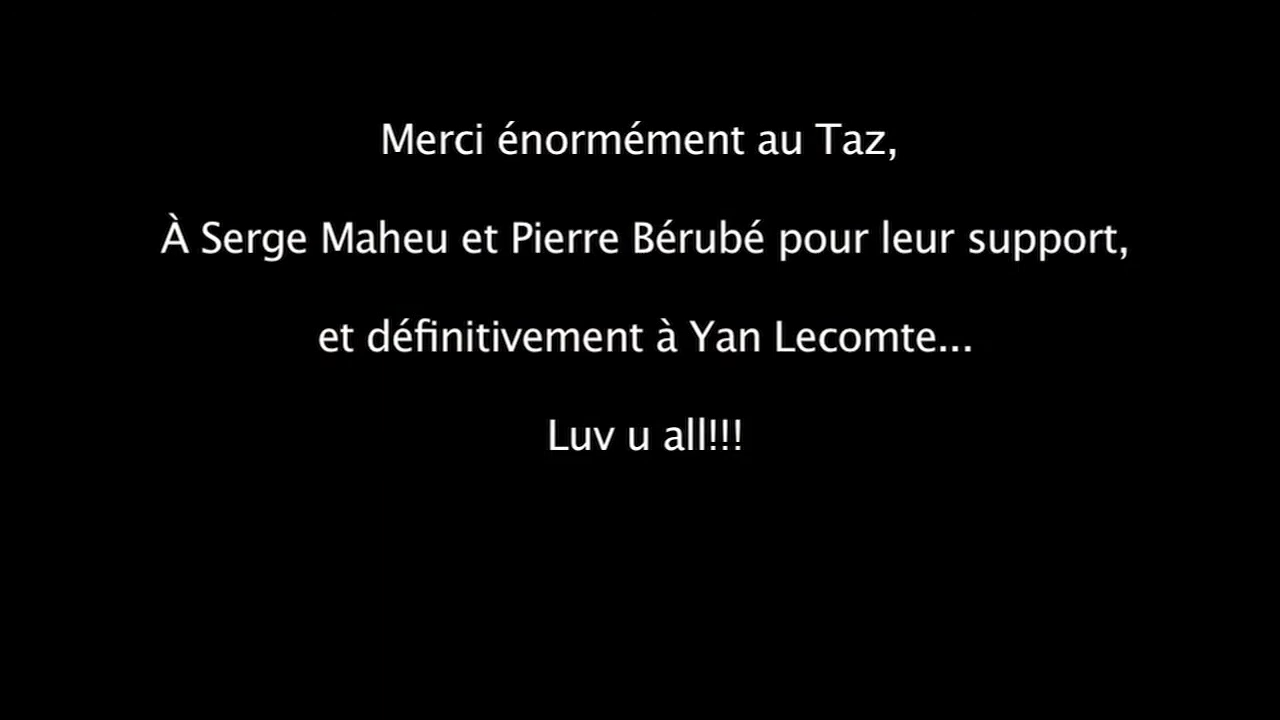 Merci énormément au Taz,
À Serge Maheu et Pierre Bérubé pour leur support,
et définitivement à Yan Lecomte...
Luv u all!!!